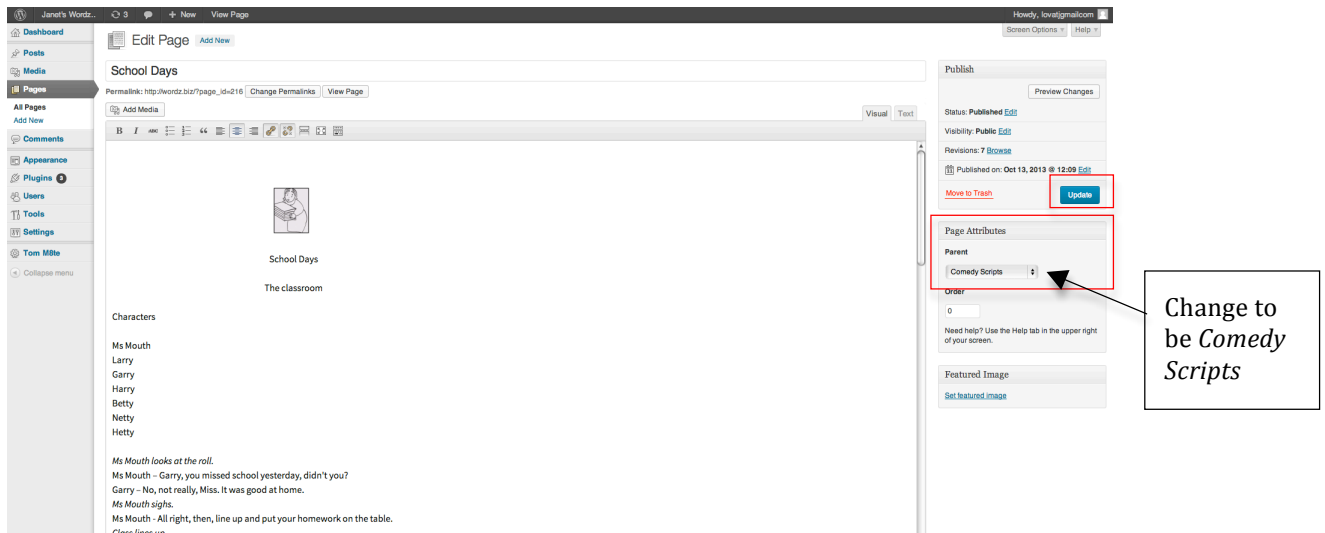 Janet's Wordz.. 3 + New View Page Howdy, lovatjgmailcom
Dashboard
Posts
Media
Pages
All Pages
Add New
Comments
Appearance
Plugins 3
Users
Tools
Settings
Tom M8te
Collapse menu
Screen Options Help
Edit Page Add New
School Days
Permalink: http://wordz.biz/?page_id=216 Change Permalinks View Page
Add Media
Visual Text
B I ABC
School Days
The classroom
Characters
Ms Mouth
Larry
Garry
Harry
Betty
Netty
Hetty
Ms Mouth looks at the roll.
Ms Mouth – Garry, you missed school yesterday, didn't you?
Garry – No, not really, Miss. It was good at home.
Ms Mouth sighs.
Ms Mouth - All right, then, line up and put your homework on the table.
Class lines up.
Publish
Preview Changes
Status: Published Edit
Visibility: Public Edit
Revisions: 7 Browse
Published on: Oct 13, 2013 @ 12:09 Edit
Move to Trash Update
Page Attributes
Parent
Comedy Scripts
Order
0
Need help? Use the Help tab in the upper right
of your screen.
Featured Image
Set featured image
Change to
be Comedy
Scripts